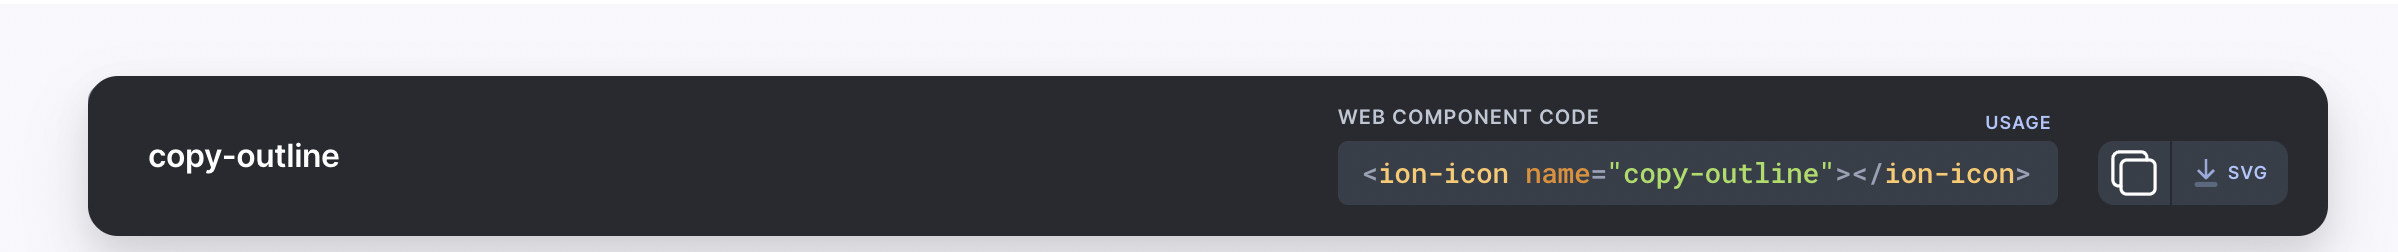 copy-outline
WEB COMPONENT CODE
USAGE
<ion-icon name="copy-outline"></ion-icon>
SVG